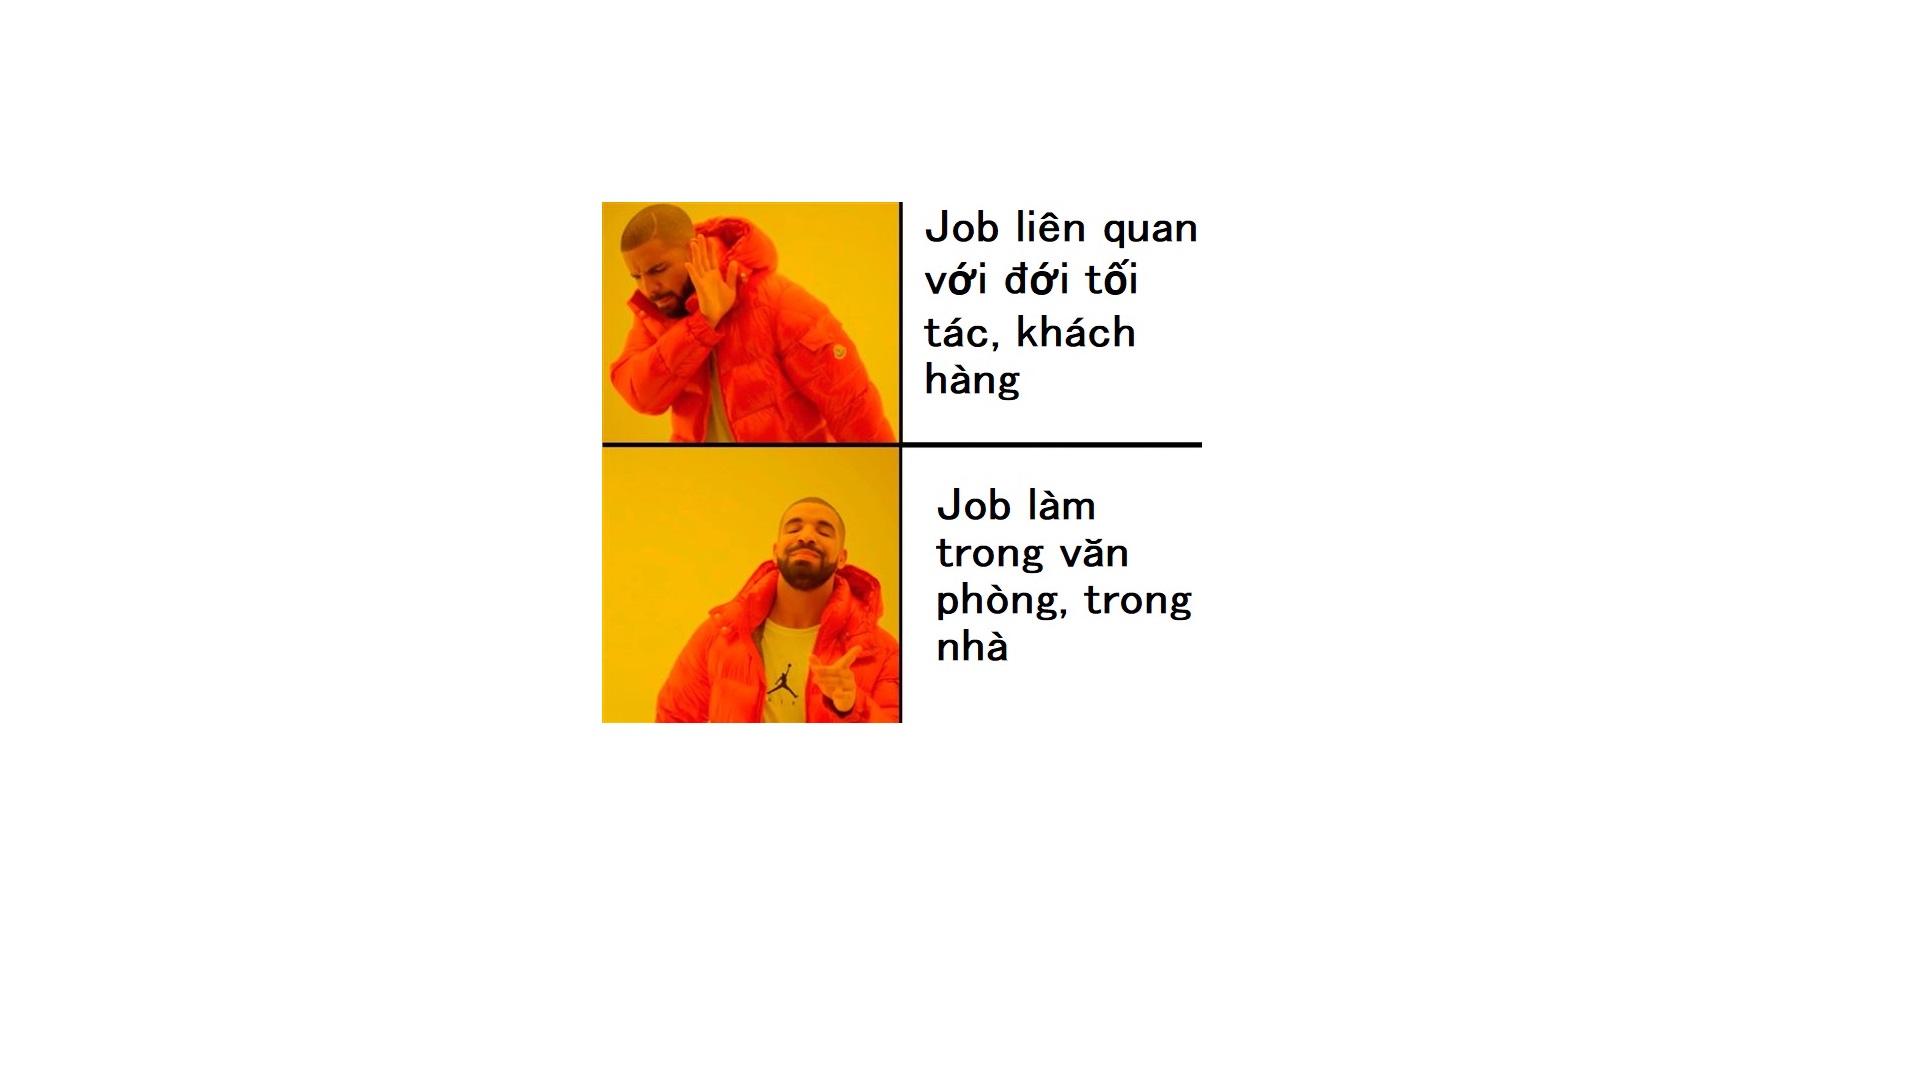 Job liên quan
với đới tối
tác, khách
hàng
Job làm
trong văn
phòng, trong
nhà